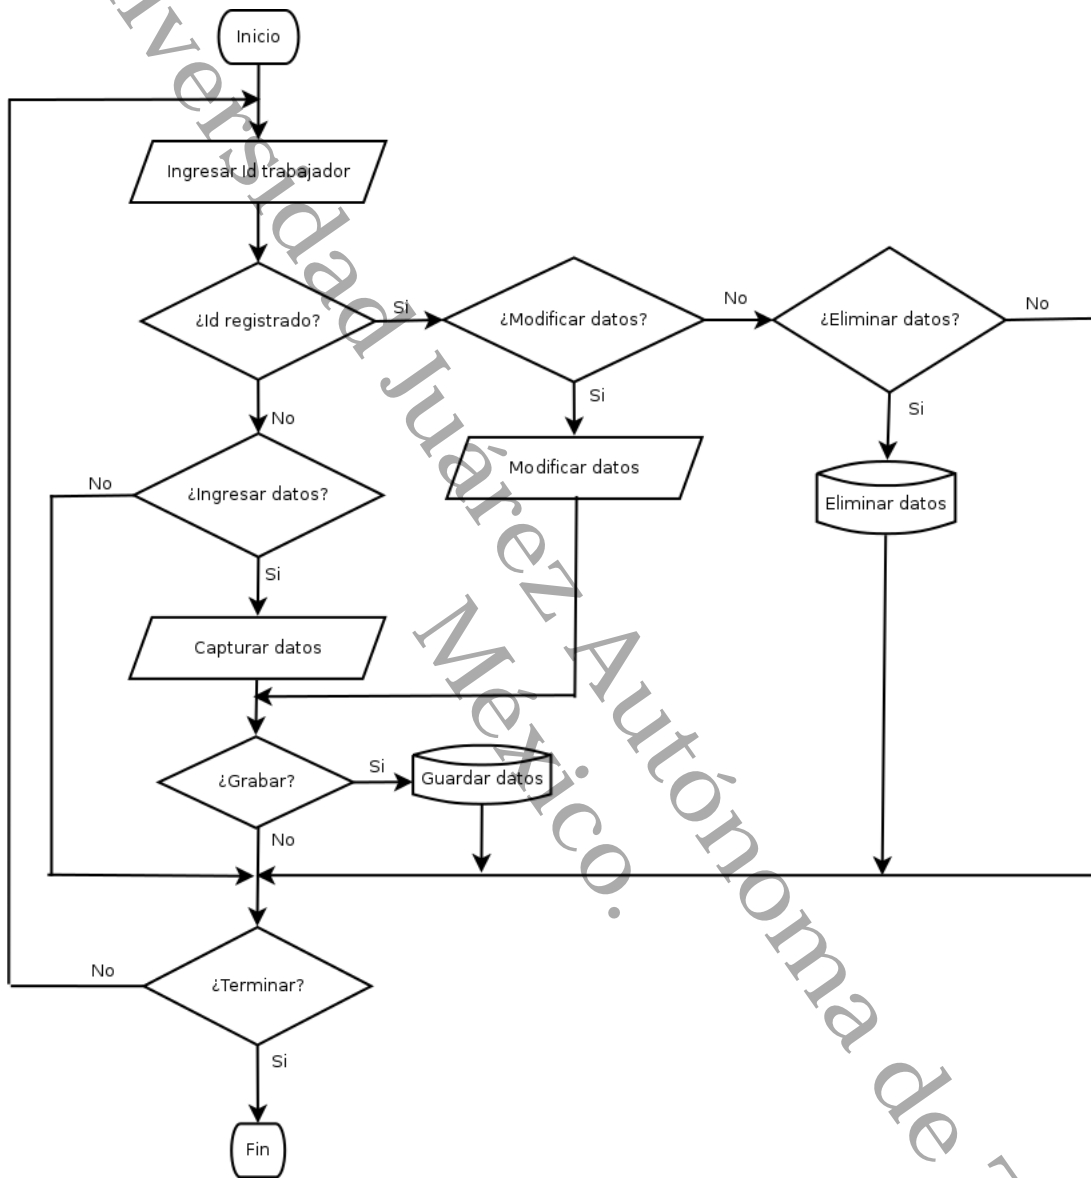 Inicio
Ingresar Id trabajador
¿Id registrado?
Si
¿Modificar datos?
No
¿Eliminar datos?
No
No
Si
Si
¿Ingresar datos?
No
Modificar datos
Eliminar datos
Si
Capturar datos
¿Grabar?
Si
Guardar datos
No
¿Terminar?
No
Si
Fin
Juárez Autónoma de
México.